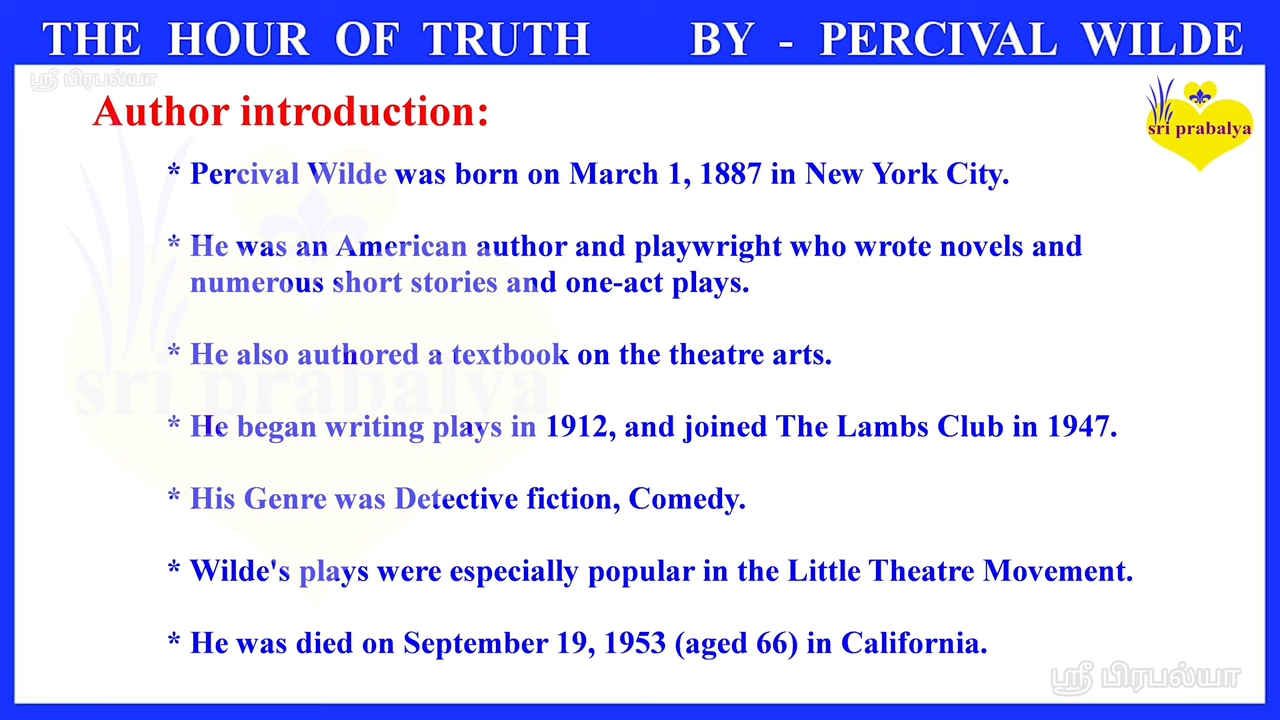 THE HOUR OF TRUTH BY - PERCIVAL WILDE
ஸ்ரீ பிரபல்யா
sri prabalya
Author introduction:
* Percival Wilde was born on March 1, 1887 in New York City.
* He was an American author and playwright who wrote novels and
numerous short stories and one-act plays.
* He also authored a textbook on the theatre arts.
sri prabalya
* He began writing plays in 1912, and joined The Lambs Club in 1947.
* His Genre was Detective fiction, Comedy.
* Wilde's plays were especially popular in the Little Theatre Movement.
* He was died on September 19, 1953 (aged 66) in California.
ஸ்ரீ பிரபல்யா